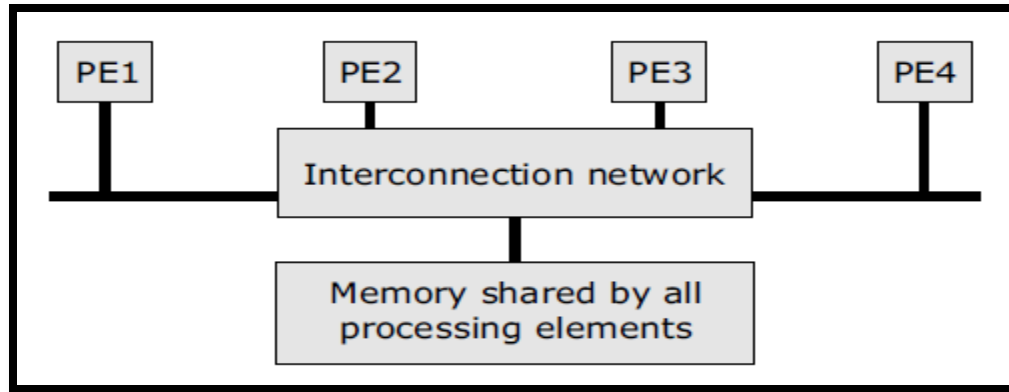 PE1
PE2
PE3
PE4
Interconnection network
Memory shared by all
processing elements